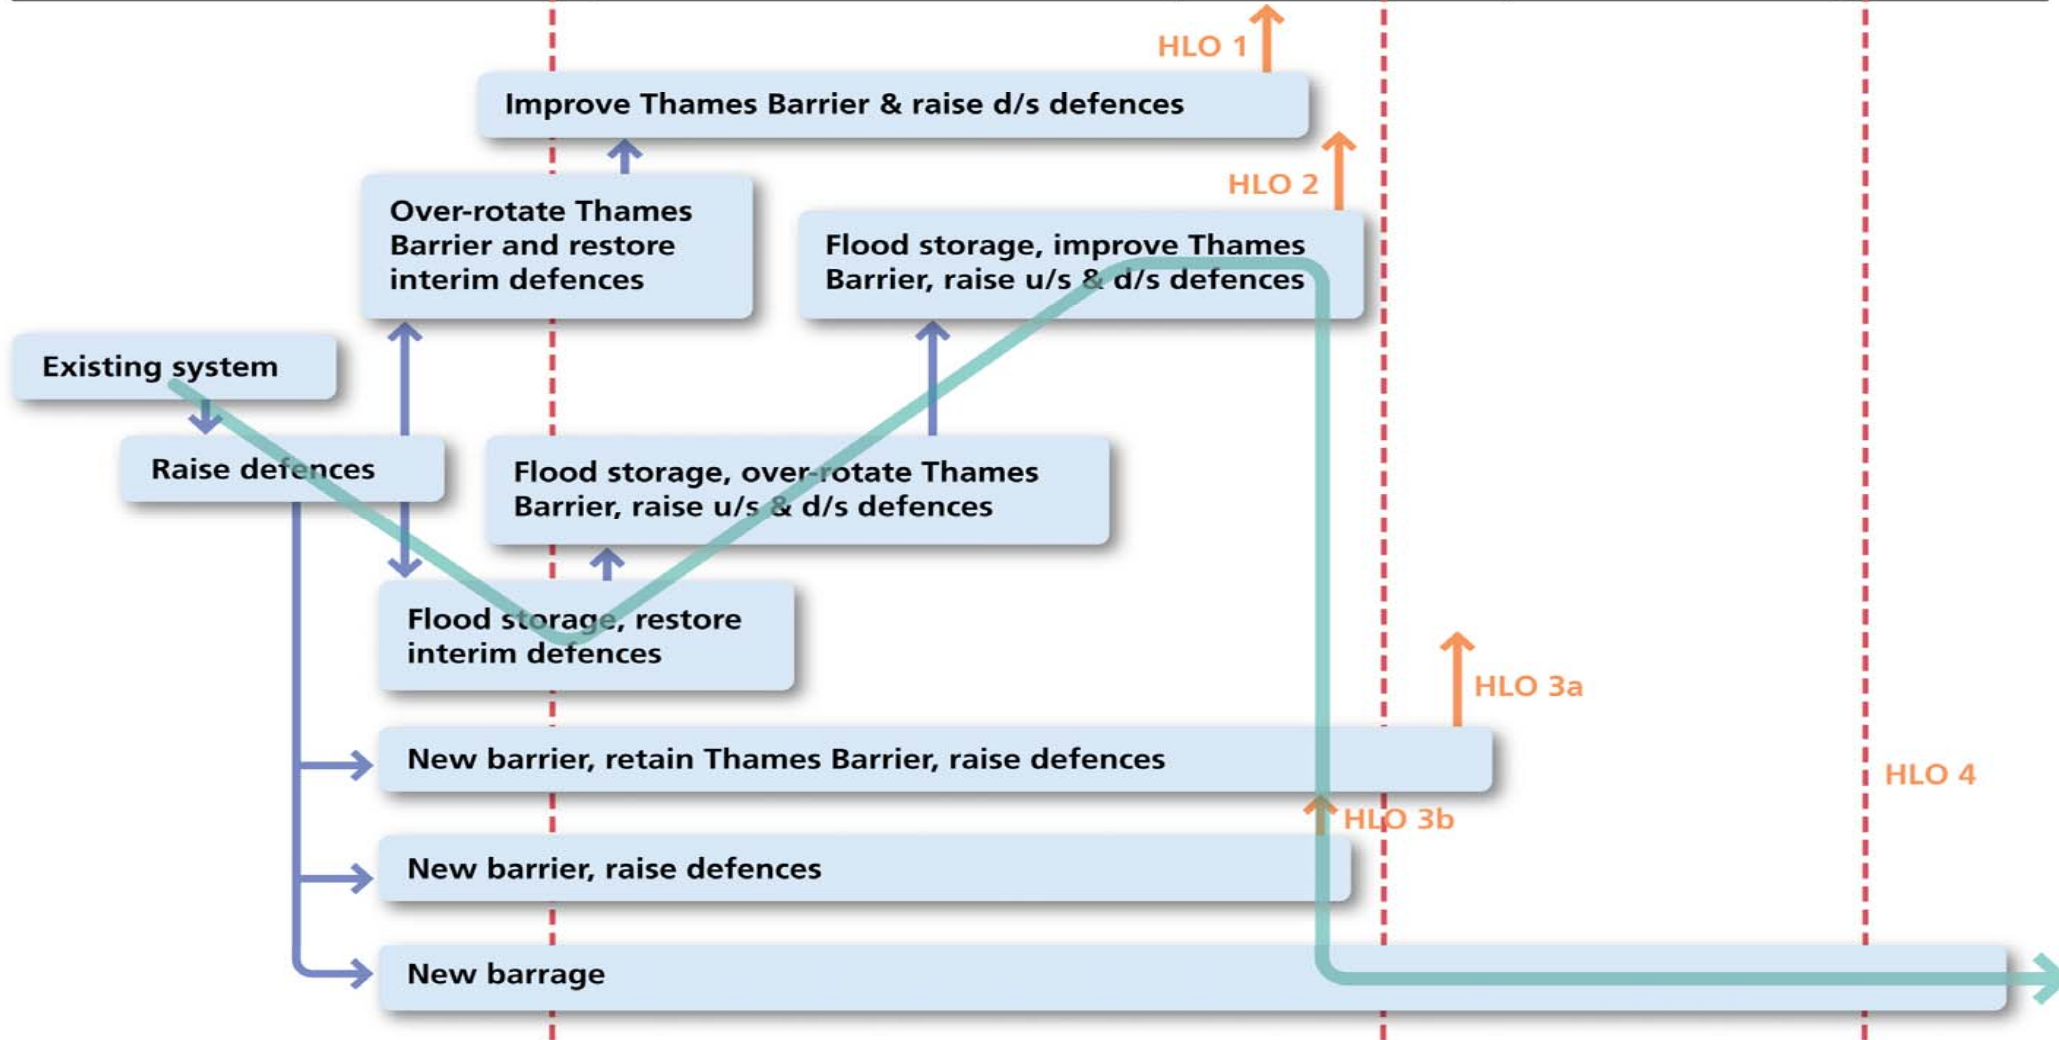 HLO 1
Improve Thames Barrier & raise d/s defences
HLO 2
Over-rotate Thames
Barrier and restore
interim defences
Flood storage, improve Thames
Barrier, raise u/s & d/s defences
Existing system
Raise defences
Flood storage, over-rotate Thames
Barrier, raise u/s & d/s defences
Flood storage, restore
interim defences
HLO 3a
New barrier, retain Thames Barrier, raise defences
HLO 4
HLO 3b
New barrier, raise defences
New barrage